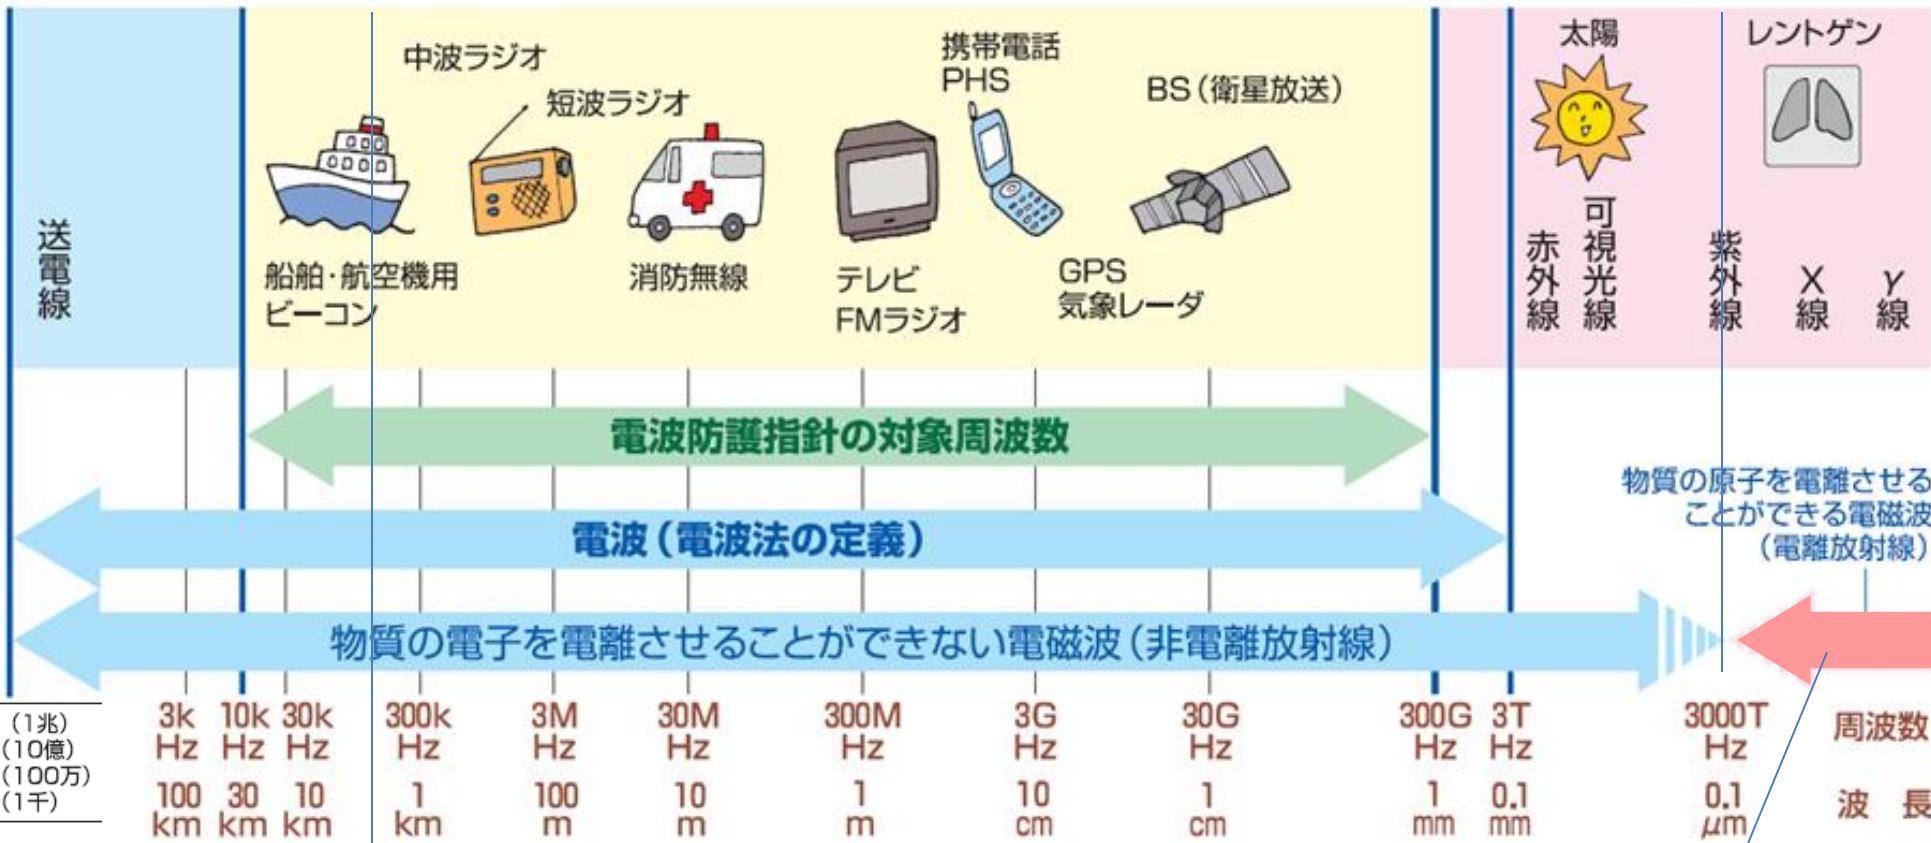 中波ラジオ
短波ラジオ
携帯電話
PHS
BS（衛星放送）
太陽
レントゲン
送電線
船舶・航空機用
ビーコン
消防無線
テレビ
FMラジオ
GPS
気象レーダ
赤外線
可視光線
紫外線
X線
γ線
電波防護指針の対象周波数
電波（電波法の定義）
物質の原子を電離させる
ことができる電磁波
（電離放射線）
物質の電子を電離させることができない電磁波（非電離放射線）
（1兆）
（10億）
（100万）
（1千）
3k 10k 30k 300k 3M 30M 300M 3G 30G 300G 3T 3000T 周波数
Hz Hz Hz Hz Hz Hz Hz Hz Hz Hz Hz Hz
100 30 10 1 100 10 1 10 1 1 0.1 0.1 波 長
km km km km m m m cm cm mm mm μm